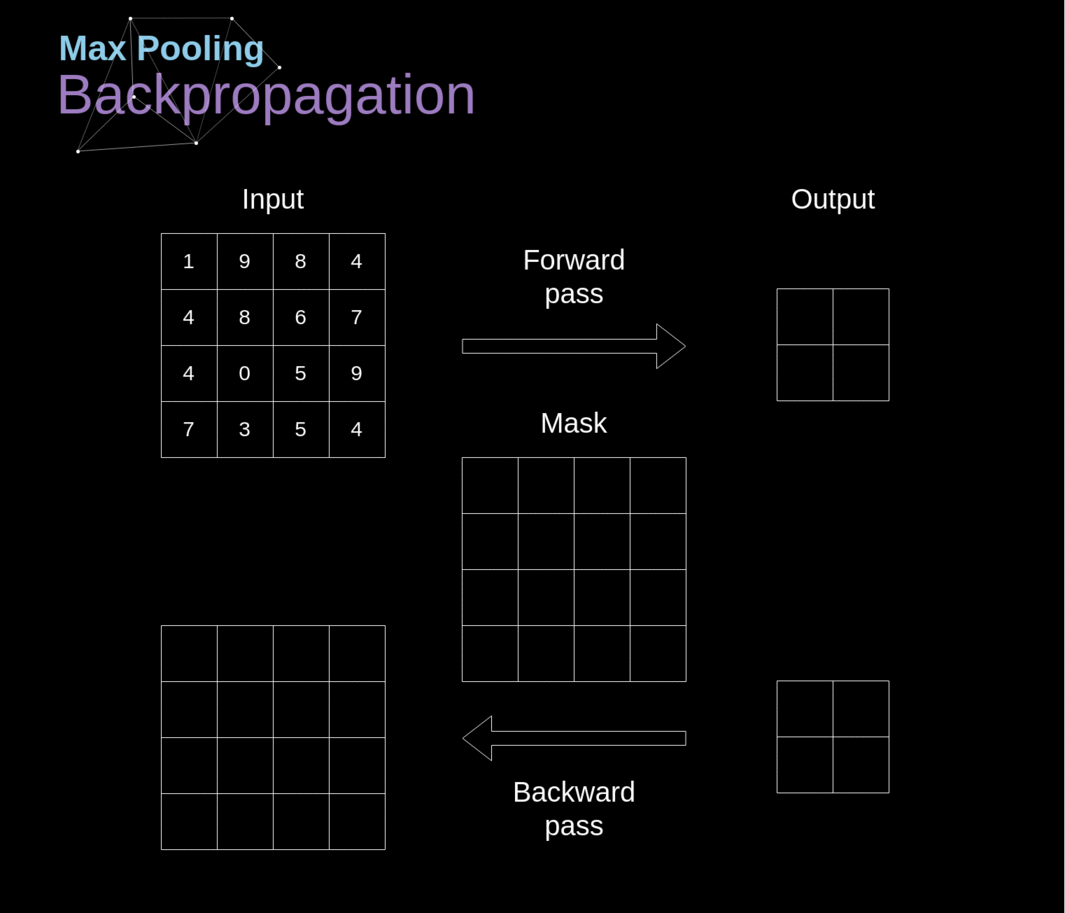 Max Pooling
Backpropagation
Input
Output
1 9 8 4
4 8 6 7
4 0 5 9
7 3 5 4
Forward
pass
Mask
Backward
pass